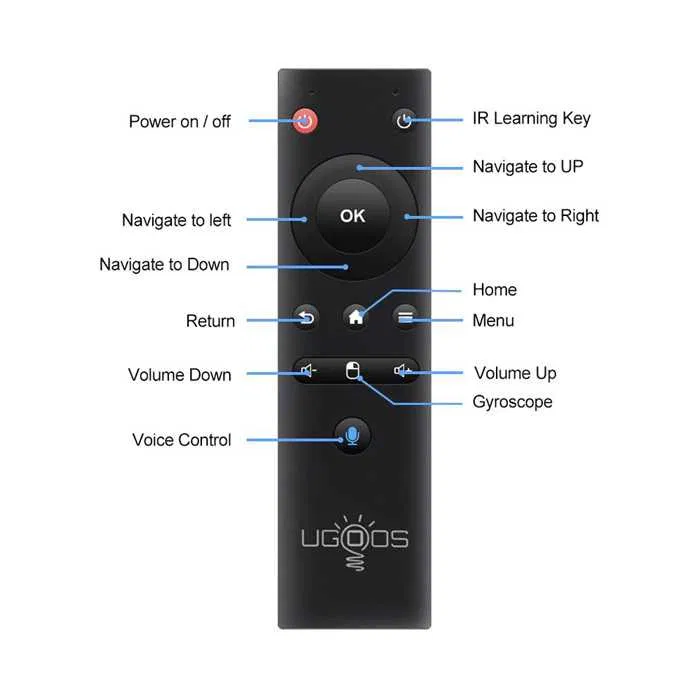 Power on / off
IR Learning Key
Navigate to UP
Navigate to left
OK
Navigate to Right
Navigate to Down
Home
Return
Menu
Volume Down
Volume Up
Gyroscope
Voice Control
UGOOS